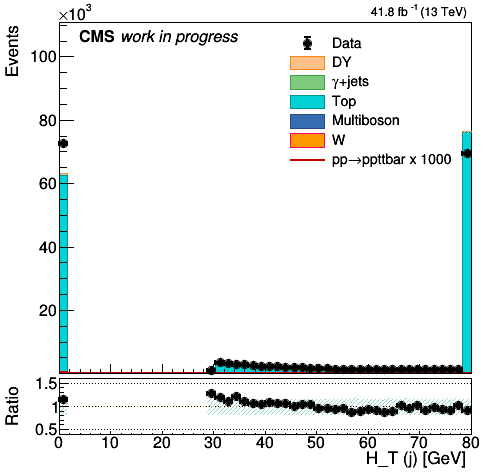 ×10³
41.8 fb⁻¹ (13 TeV)
Events
CMS work in progress
Data
DY
γ+jets
Top
Multiboson
W
pp→ppttbar x 1000
100
80
60
40
20
Ratio
1.5
1
0.5
0 10 20 30 40 50 60 70 80
H_T (j) [GeV]